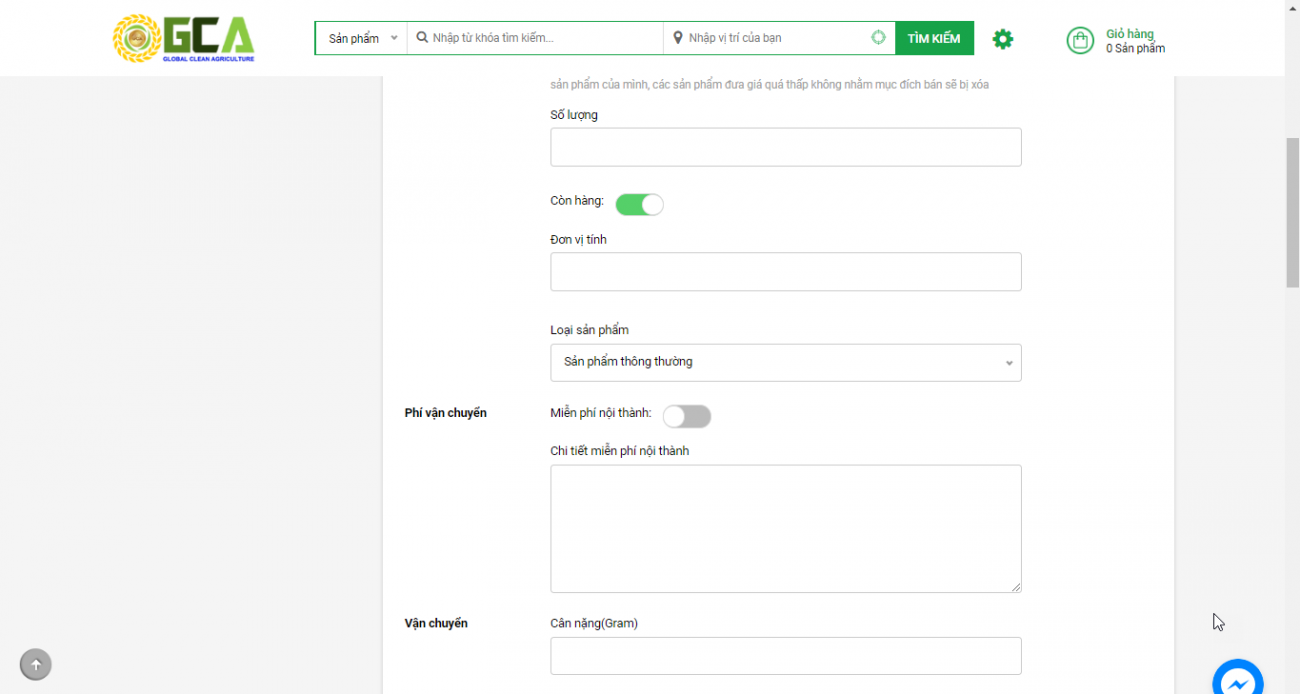 GCA
GLOBAL CLEAN AGRICULTURE
Sản phẩm
Nhập từ khóa tìm kiếm...
Nhập vị trí của bạn
TÌM KIẾM
Giỏ hàng
0 Sản phẩm
sản phẩm của mình, các sản phẩm đưa giá quá thấp không nhằm mục đích bán sẽ bị xóa
Số lượng
Còn hàng:
Đơn vị tính
Loại sản phẩm
Sản phẩm thông thường
Phí vận chuyển
Miễn phí nội thành:
Chi tiết miễn phí nội thành
Vận chuyển
Cân nặng(Gram)